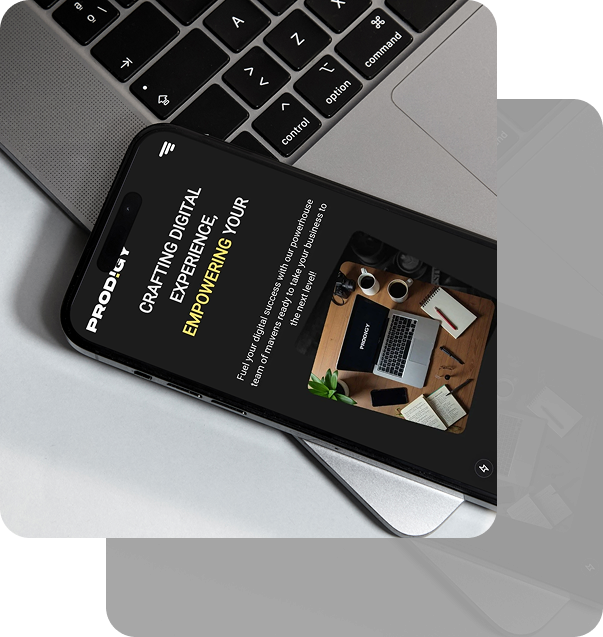 A
Z
X
⌘
command
option
control
PRODIGY
CRAFTING DIGITAL
EXPERIENCE,
EMPOWERING YOUR
Fuel your digital success with our powerhouse
team of mavens ready to take your business to
the next level!
PRODIGY